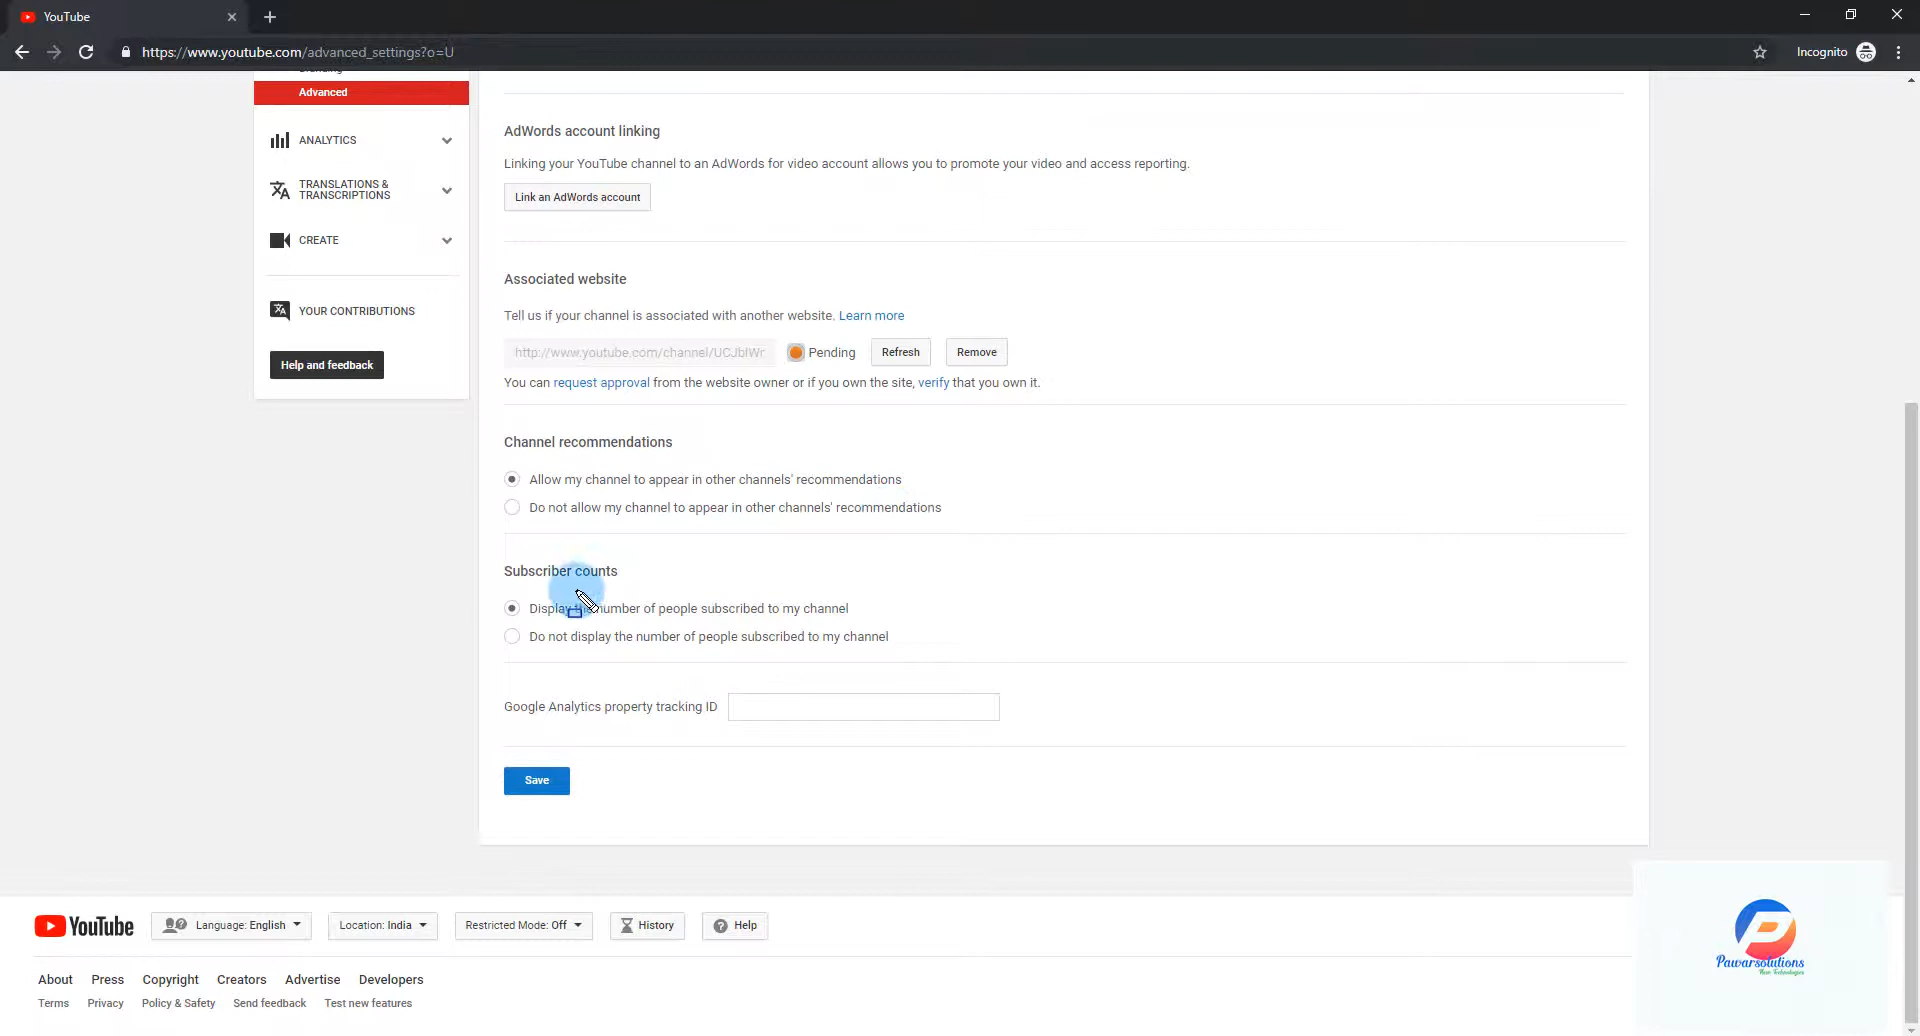 YouTube
https://www.youtube.com/advanced_settings?o=U
Incognito
Branding
Advanced
ANALYTICS
TRANSLATIONS &
TRANSCRIPTIONS
CREATE
YOUR CONTRIBUTIONS
Help and feedback
AdWords account linking
Linking your YouTube channel to an AdWords for video account allows you to promote your video and access reporting.
Link an AdWords account
Associated website
Tell us if your channel is associated with another website. Learn more
http://www.youtube.com/channel/UCJbIWr Pending Refresh Remove
You can request approval from the website owner or if you own the site, verify that you own it.
Channel recommendations
Allow my channel to appear in other channels' recommendations
Do not allow my channel to appear in other channels' recommendations
Subscriber counts
Display the number of people subscribed to my channel
Do not display the number of people subscribed to my channel
Google Analytics property tracking ID
Save
YouTube Language: English Location: India Restricted Mode: Off History Help
About Press Copyright Creators Advertise Developers
Terms Privacy Policy & Safety Send feedback Test new features
Pawarsolutions
New Technologies